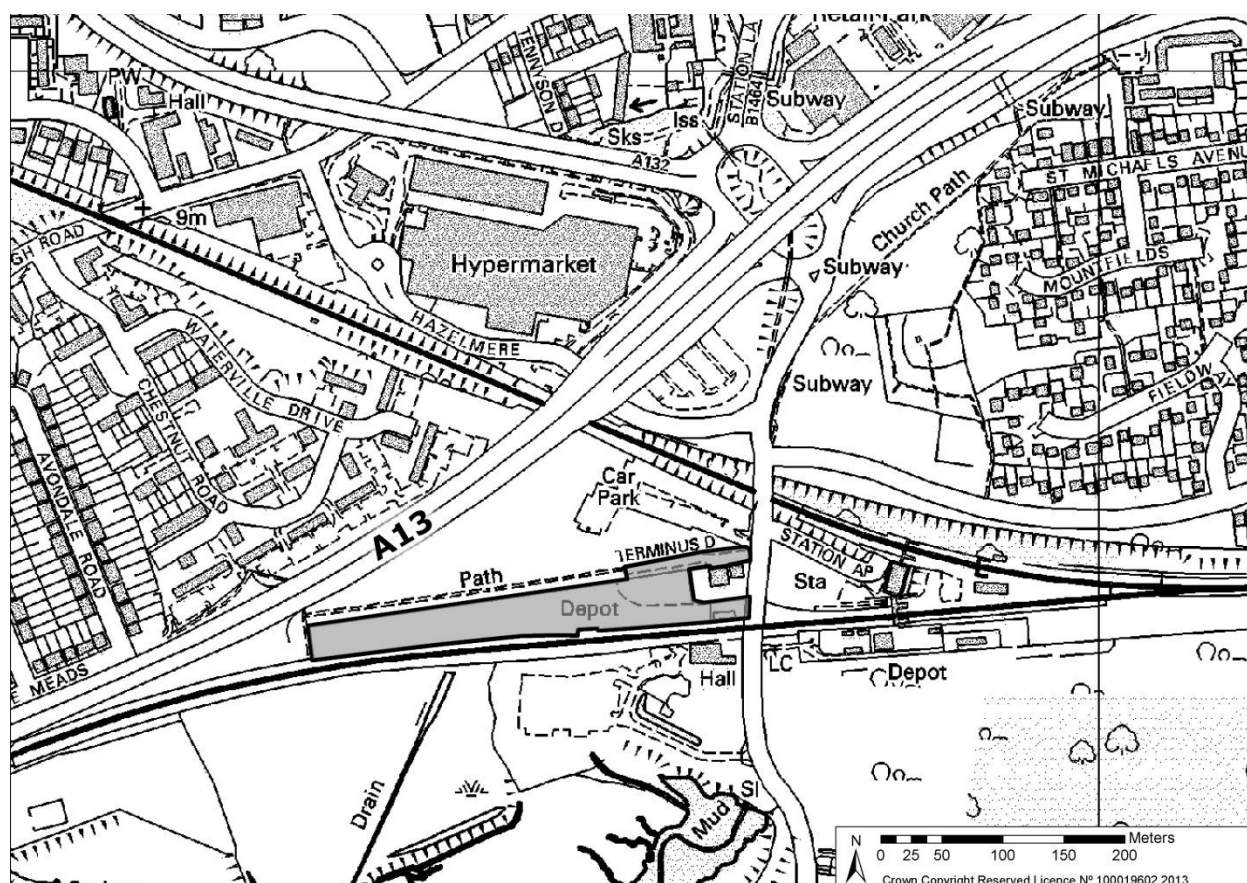 Retail Park
PW
Hall
TENNYSON D
STATION LA
B1464
Subway
Iss
Sks
A132
Subway
ST MICHAELS AVENU
9m
Church Path
GH ROAD
Hypermarket
Subway
MOUNTFIELDS
HAZELMERE
WATERVILLE DRIVE
Subway
FIELDWAY
CHESTNUT ROAD
AVONDALE ROAD
Car
Park
A13
TERMINUS D
STATION AP
Path
Sta
Depot
E MEADS
Hall
LC
Depot
Drain
Sl
Mud
N
Meters
0 25 50 100 150 200
Crown Copyright Reserved Licence Nº 100019602 2013